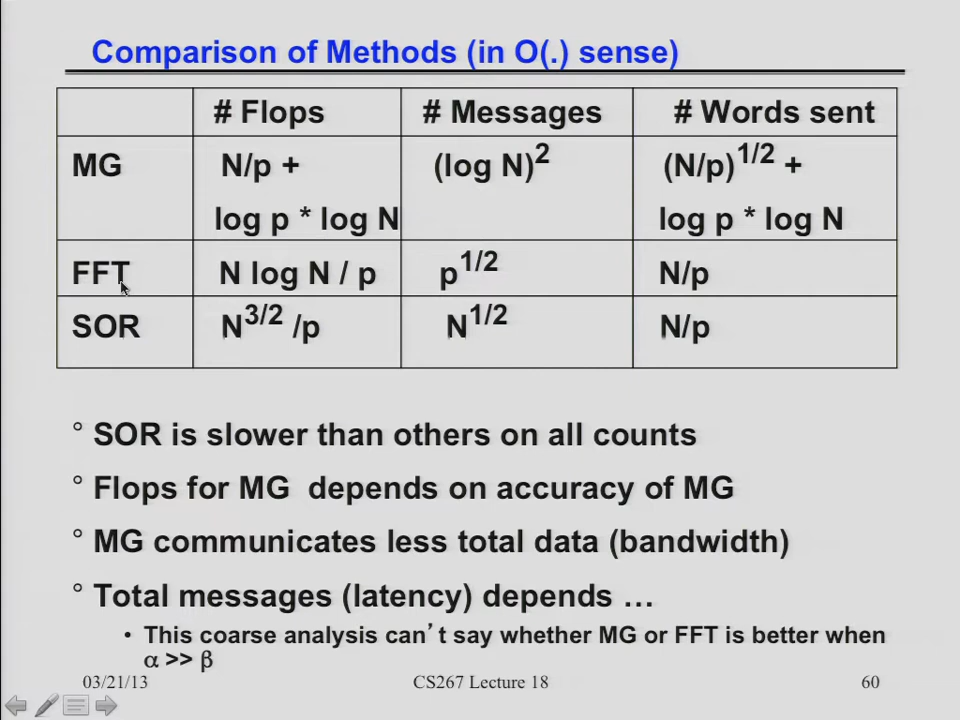 Comparison of Methods (in O(.) sense)
# Flops # Messages # Words sent
MG N/p + (log N)^2 (N/p)^1/2 +
log p * log N log p * log N
FFT N log N / p p^1/2 N/p
SOR N^3/2 /p N^1/2 N/p
° SOR is slower than others on all counts
° Flops for MG depends on accuracy of MG
° MG communicates less total data (bandwidth)
° Total messages (latency) depends …
• This coarse analysis can't say whether MG or FFT is better when
α >> β
03/21/13 CS267 Lecture 18 60